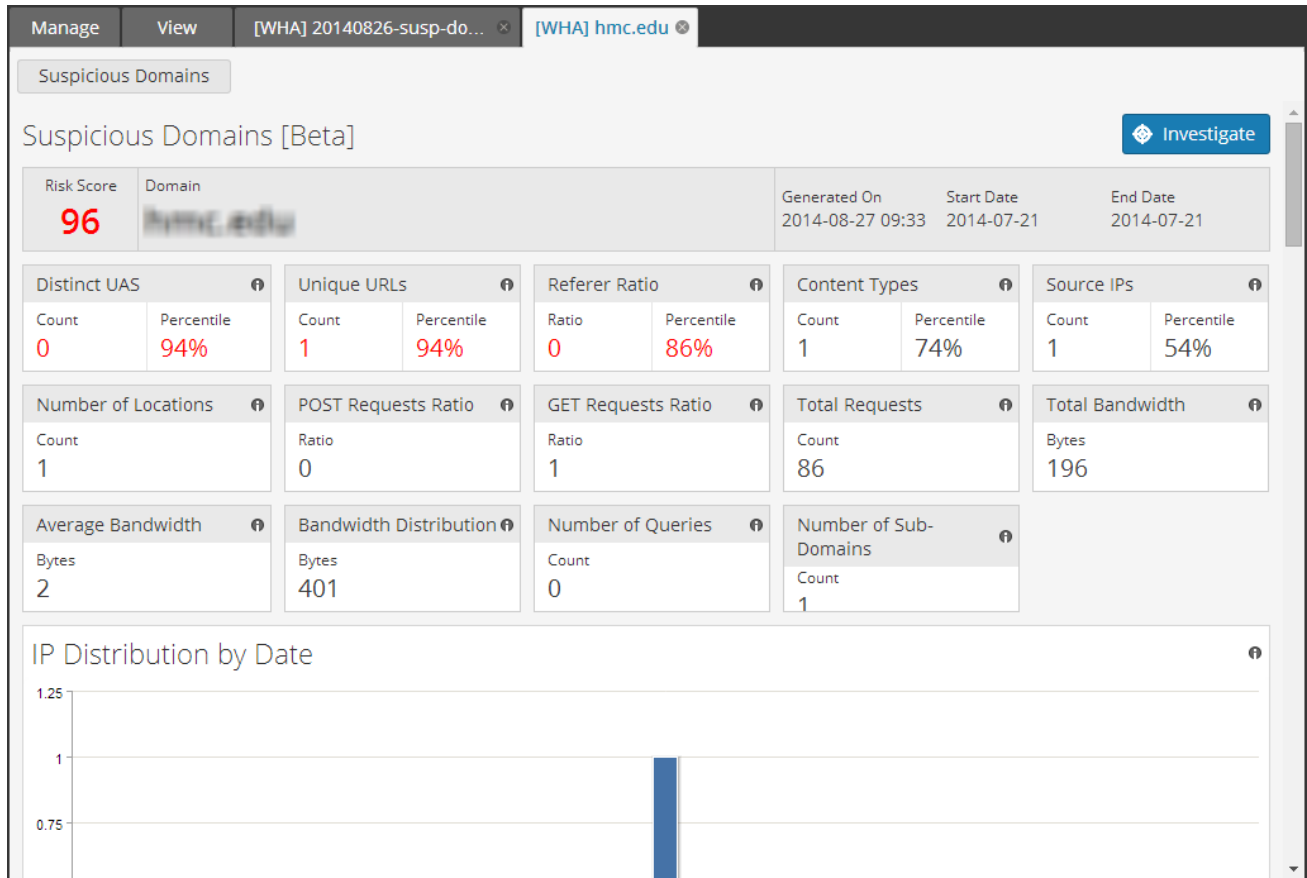 Manage View [WHA] 20140826-susp-do... [WHA] hmc.edu
Suspicious Domains
Suspicious Domains [Beta] Investigate
Risk Score Domain Generated On Start Date End Date
96 hmc.edu 2014-08-27 09:33 2014-07-21 2014-07-21
Distinct UAS Unique URLs Referer Ratio Content Types Source IPs
Count Percentile Count Percentile Ratio Percentile Count Percentile Count Percentile
0 94% 1 94% 0 86% 1 74% 1 54%
Number of Locations POST Requests Ratio GET Requests Ratio Total Requests Total Bandwidth
Count Ratio Ratio Count Bytes
1 0 1 86 196
Average Bandwidth Bandwidth Distribution Number of Queries Number of Sub-
Domains
Bytes Bytes Count Count
2 401 0 1
IP Distribution by Date
1.25
1
0.75